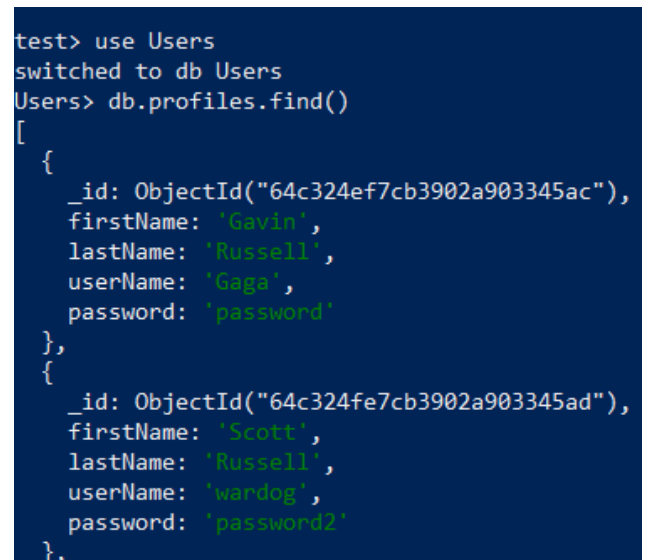 test> use Users
switched to db Users
Users> db.profiles.find()
[
  {
    _id: ObjectId("64c324ef7cb3902a903345ac"),
    firstName: 'Gavin',
    lastName: 'Russell',
    userName: 'Gaga',
    password: 'password'
  },
  {
    _id: ObjectId("64c324fe7cb3902a903345ad"),
    firstName: 'Scott',
    lastName: 'Russell',
    userName: 'wardog',
    password: 'password2'
  },